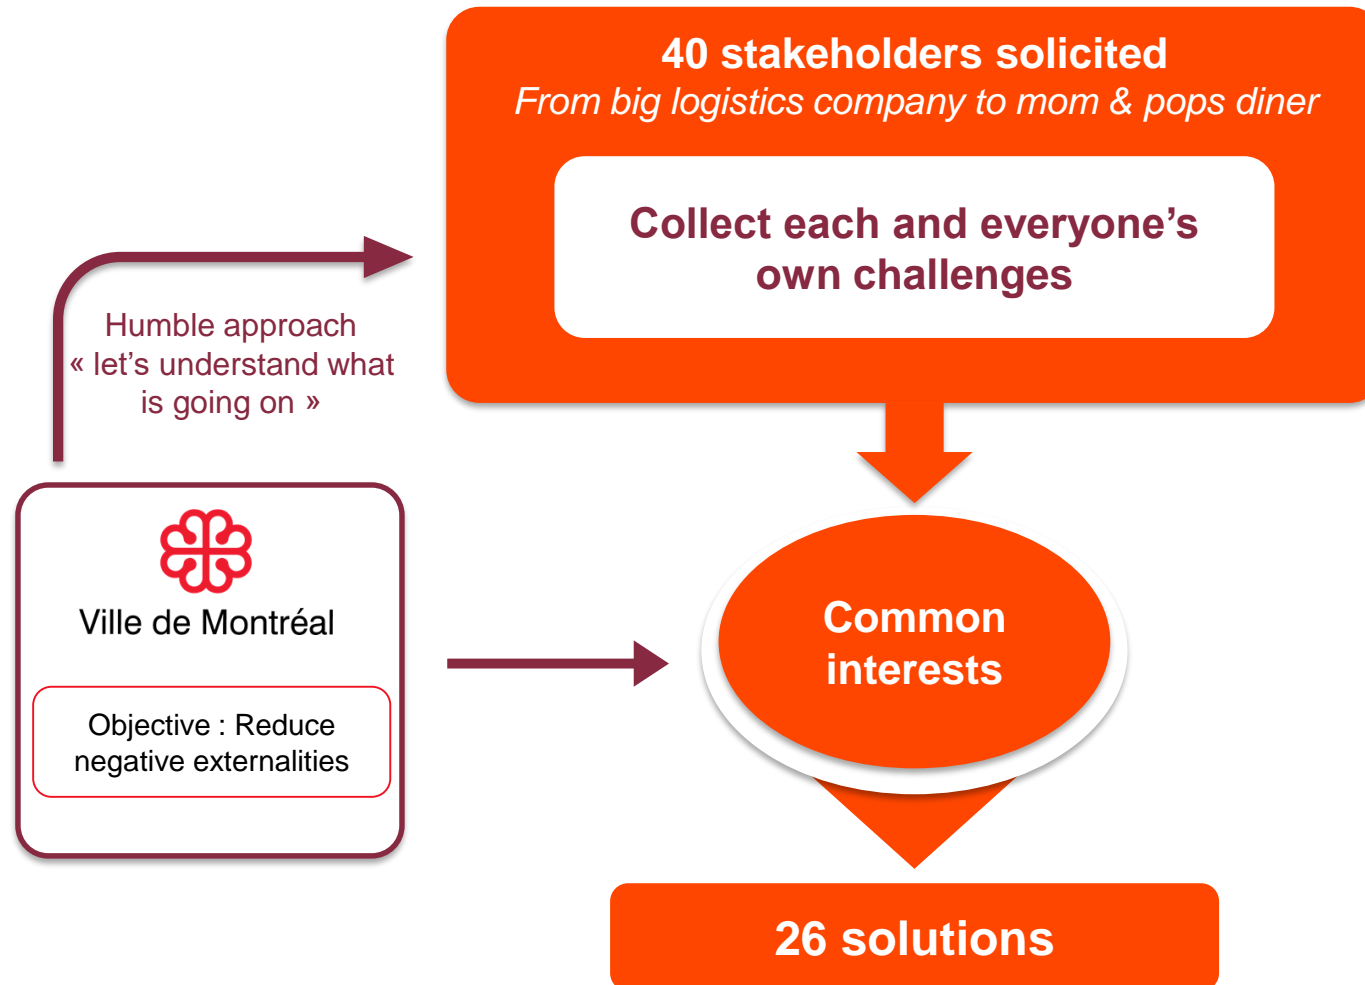 40 stakeholders solicited
From big logistics company to mom & pops diner
Collect each and everyone’s
own challenges
Humble approach
« let’s understand what
is going on »
Ville de Montréal
Objective : Reduce
negative externalities
Common
interests
26 solutions